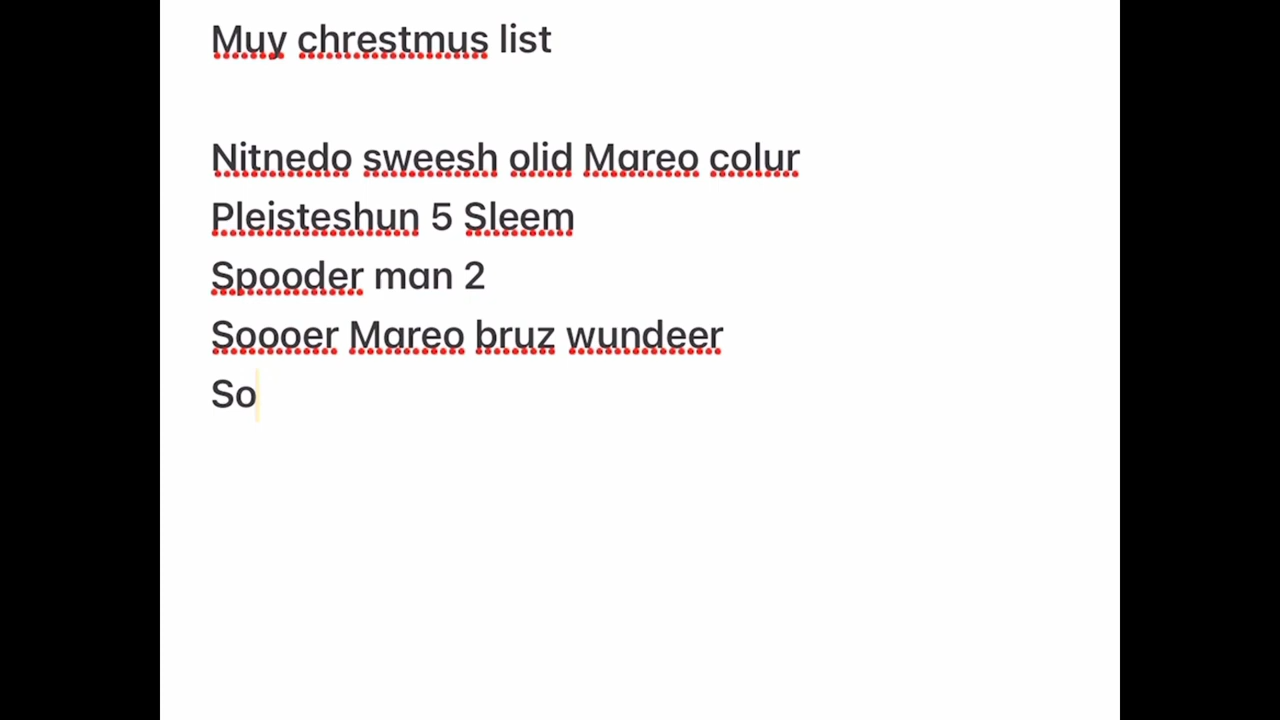 Muy chrestmus list
Nitnedo sweesh olid Mareo colur
Pleisteshun 5 Sleem
Spooder man 2
Soooer Mareo bruz wundeer
So